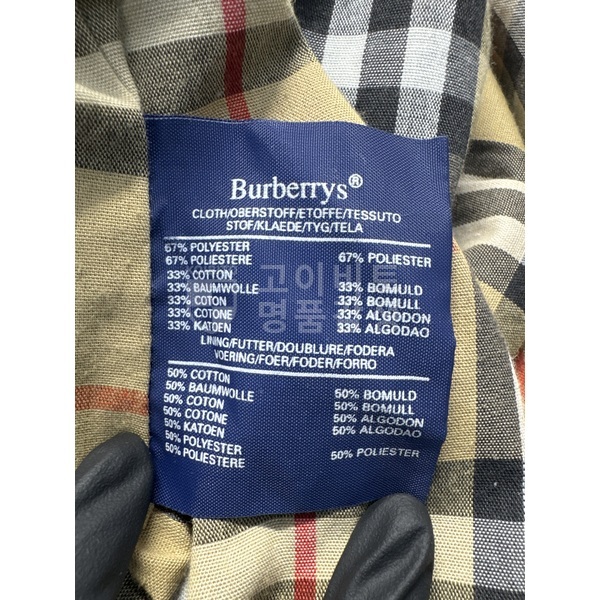 Burberrys®
CLOTH/OBERSTOFF/ETOFFE/TESSUTO
STOF/KLAEDE/TYG/TELA
67% POLYESTER
67% POLIESTERE 67% POLIESTER
33% COTTON
33% BAUMWOLLE 33% BOMULD
33% COTON 33% BOMULL
33% COTONE 33% ALGODON
33% KATOEN 33% ALGODAO
LINING/FUTTER/DOUBLURE/FODERA
VOERING/FOER/FODER/FORRO
50% COTTON
50% BAUMWOLLE 50% BOMULD
50% COTON 50% BOMULL
50% COTONE 50% ALGODON
50% KATOEN 50% ALGODAO
50% POLYESTER
50% POLIESTERE 50% POLIESTER
고이비토
명품